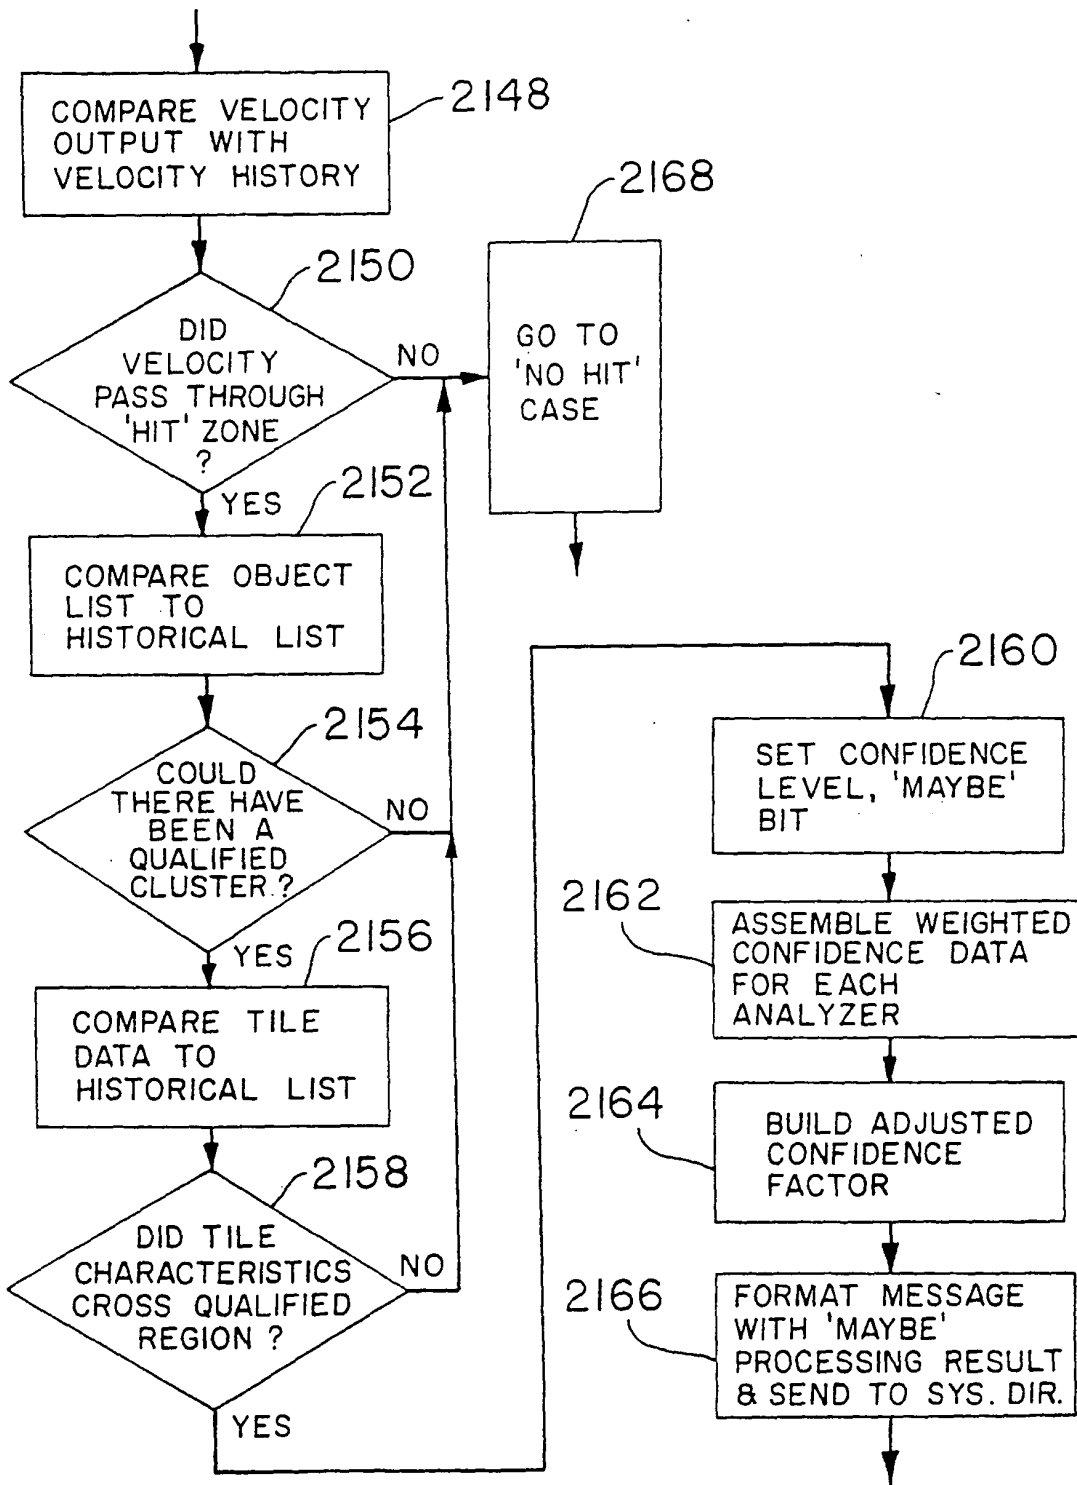 2148
COMPARE VELOCITY
OUTPUT WITH
VELOCITY HISTORY
2168
GO TO
'NO HIT'
CASE
2150
DID
VELOCITY
PASS THROUGH
'HIT' ZONE
?
NO
YES
2152
COMPARE OBJECT
LIST TO
HISTORICAL LIST
2154
COULD
THERE HAVE
BEEN A
QUALIFIED
CLUSTER.?
NO
YES
2156
COMPARE TILE
DATA TO
HISTORICAL LIST
2158
DID TILE
CHARACTERISTICS
CROSS QUALIFIED
REGION ?
NO
YES
2160
SET CONFIDENCE
LEVEL, 'MAYBE'
BIT
2162
ASSEMBLE WEIGHTED
CONFIDENCE DATA
FOR EACH
ANALYZER
2164
BUILD ADJUSTED
CONFIDENCE
FACTOR
2166
FORMAT MESSAGE
WITH 'MAYBE'
PROCESSING RESULT
& SEND TO SYS. DIR.